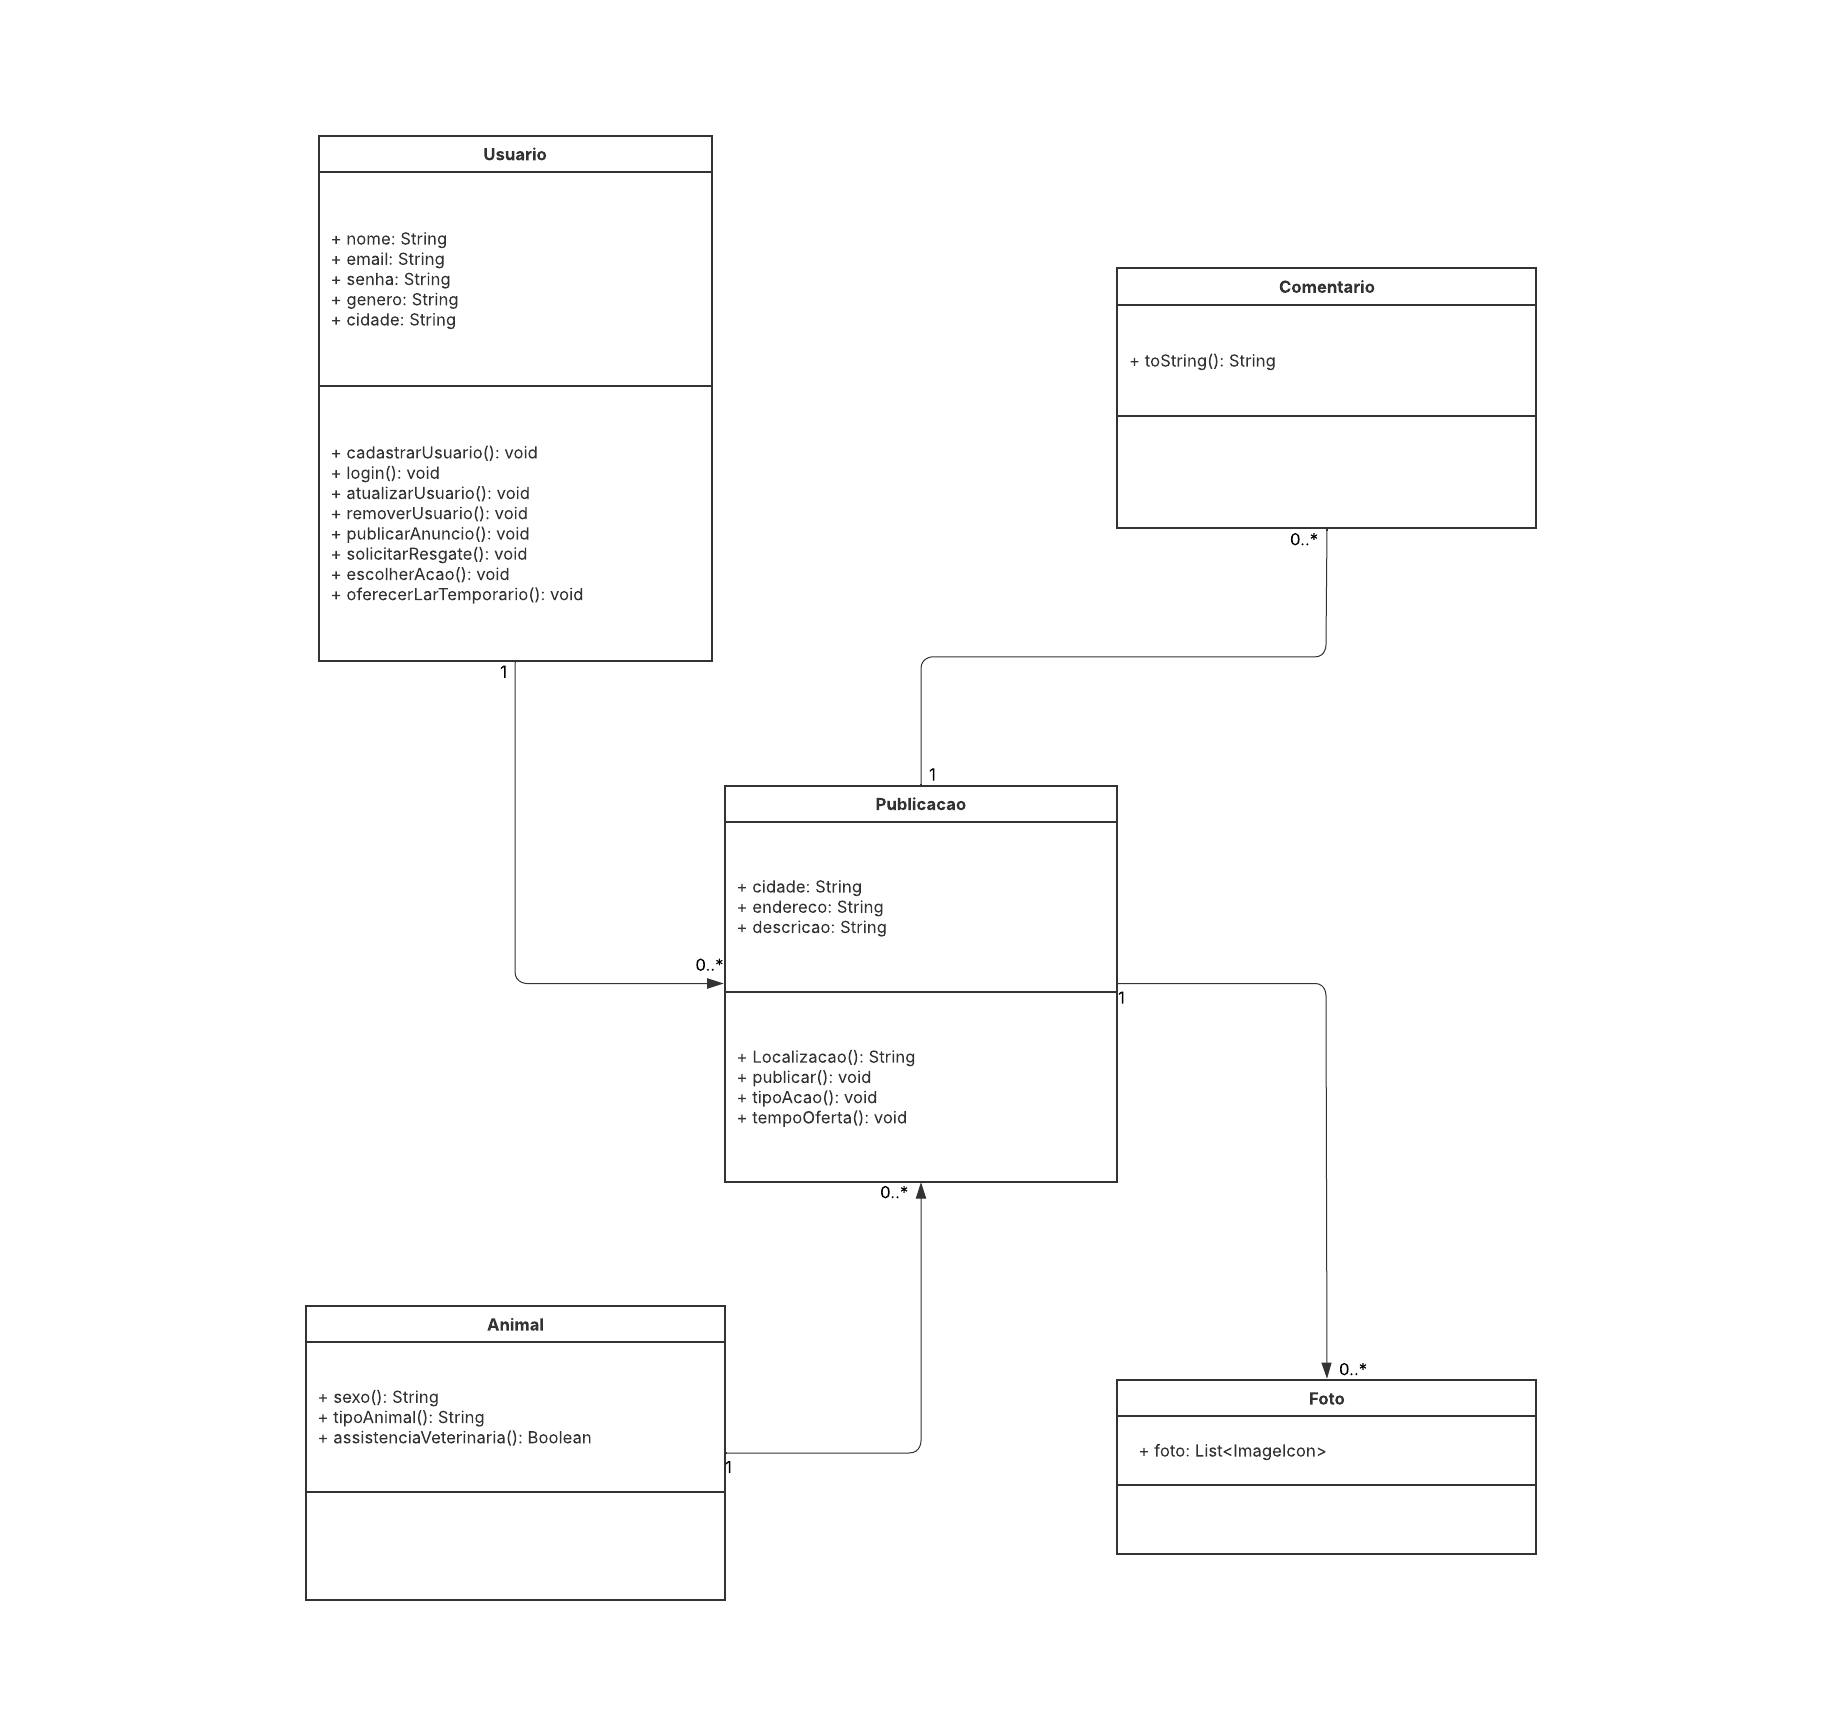 Usuario
+ nome: String
+ email: String
+ senha: String
+ genero: String
+ cidade: String
+ cadastrarUsuario(): void
+ login(): void
+ atualizarUsuario(): void
+ removerUsuario(): void
+ publicarAnuncio(): void
+ solicitarResgate(): void
+ escolherAcao(): void
+ oferecerLarTemporario(): void
1
0..*
Comentario
+ toString(): String
0..*
1
Publicacao
+ cidade: String
+ endereco: String
+ descricao: String
+ Localizacao(): String
+ publicar(): void
+ tipoAcao(): void
+ tempoOferta(): void
1
0..*
0..*
Animal
+ sexo(): String
+ tipoAnimal(): String
+ assistenciaVeterinaria(): Boolean
1
Foto
+ foto: List<ImageIcon>